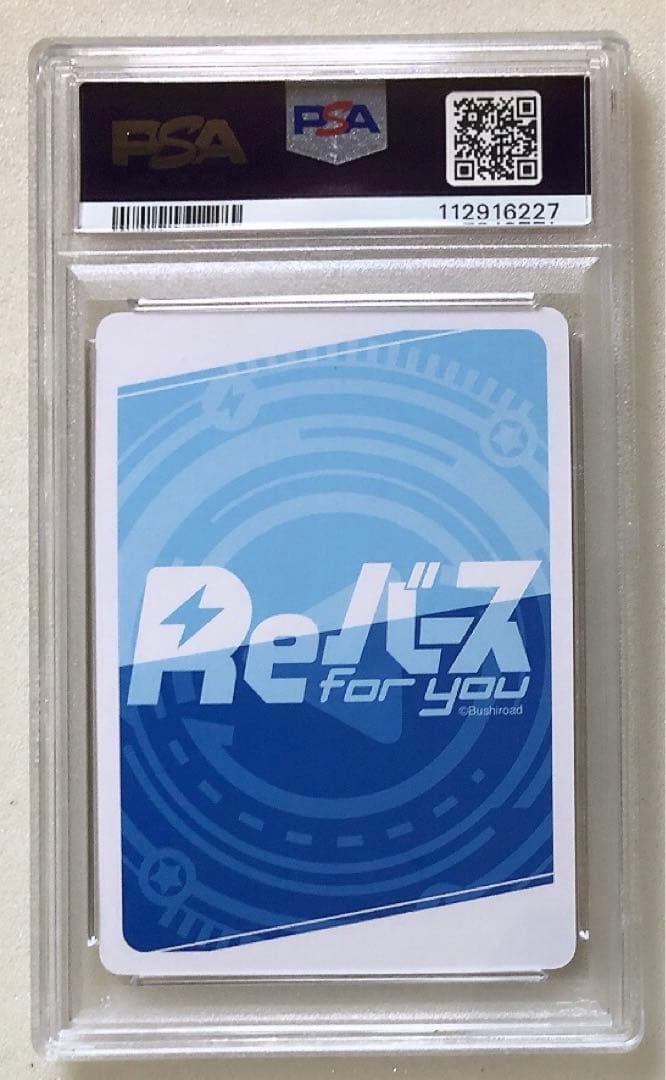 PSA
PSA
112916227
Reバース
for you
©Bushiroad